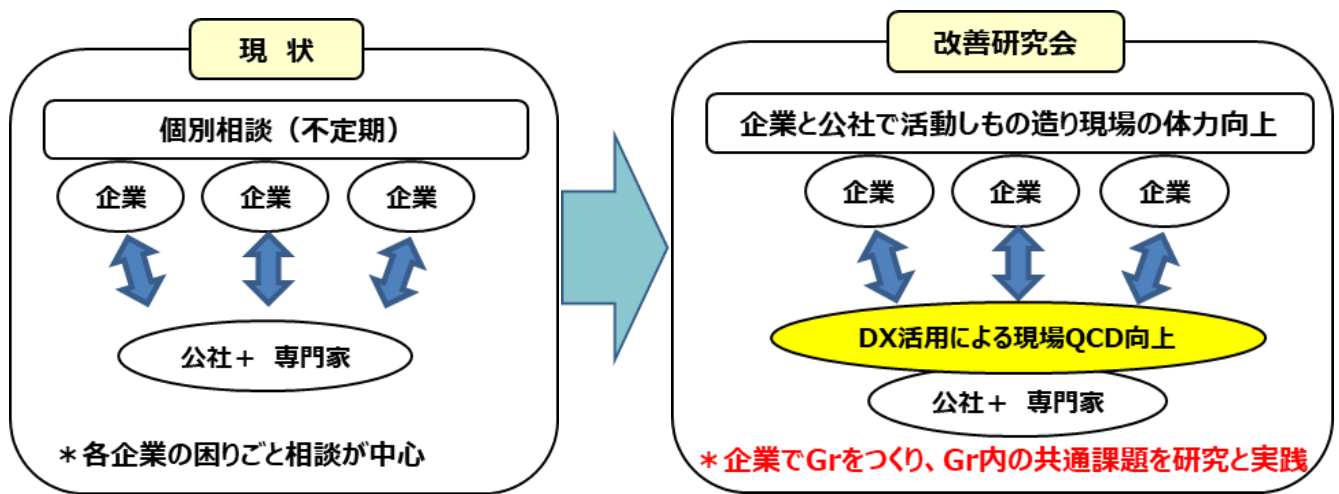 現 状
個別相談（不定期）
企業 企業 企業
公社＋ 専門家
＊各企業の困りごと相談が中心
改善研究会
企業と公社で活動しもの造り現場の体力向上
企業 企業 企業
DX活用による現場QCD向上
公社＋ 専門家
＊企業でGrをつくり、Gr内の共通課題を研究と実践